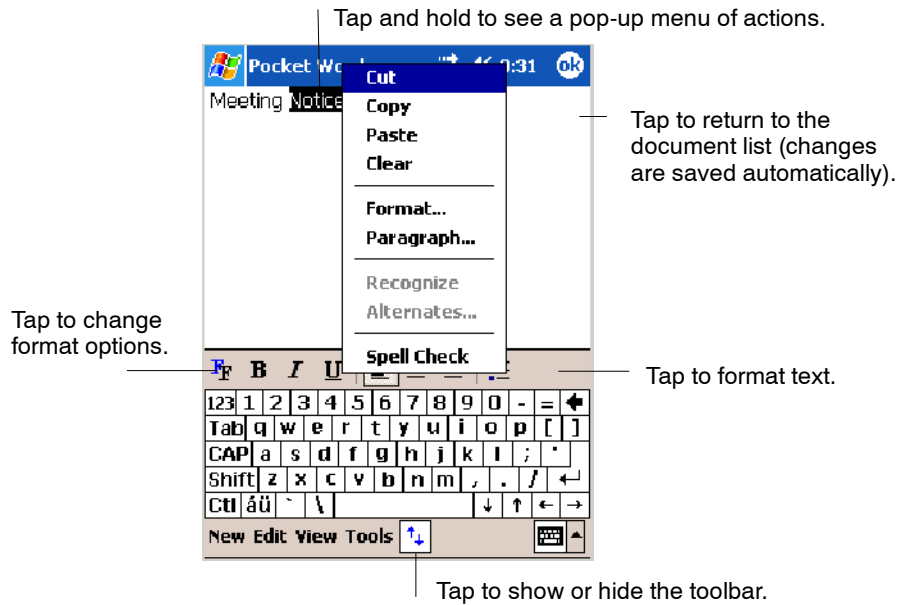 Tap and hold to see a pop-up menu of actions.
Pocket :31 ok
Meeting Notice
Cut
Copy
Paste
Clear
Format...
Paragraph...
Recognize
Alternates...
Spell Check
Tap to return to the
document list (changes
are saved automatically).
Tap to change
format options.
FF B I U
Tap to format text.
123 1 2 3 4 5 6 7 8 9 0 - =
Tab q w e r t y u i o p [ ]
CAP a s d f g h j k l ; '
Shift z x c v b n m , . /
Ctl áü ` \ ↓ ↑ ← →
New Edit View Tools
Tap to show or hide the toolbar.